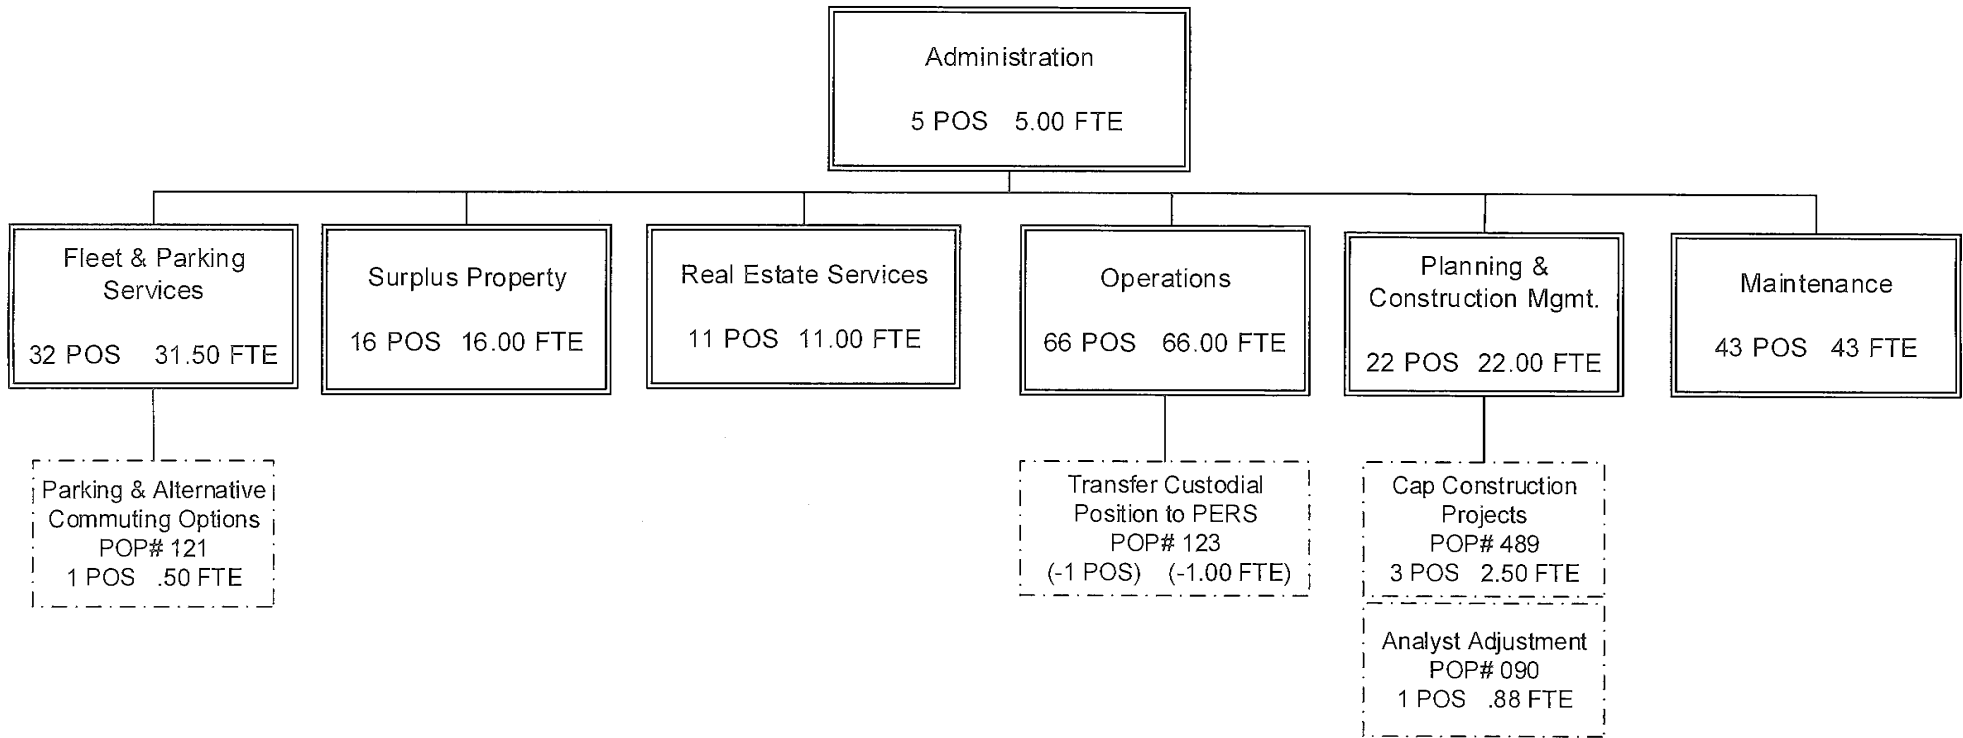 Administration
5 POS 5.00 FTE
Fleet & Parking
Services
32 POS 31.50 FTE
Surplus Property
16 POS 16.00 FTE
Real Estate Services
11 POS 11.00 FTE
Operations
66 POS 66.00 FTE
Planning &
Construction Mgmt.
22 POS 22.00 FTE
Maintenance
43 POS 43 FTE
Parking & Alternative
Commuting Options
POP# 121
1 POS .50 FTE
Transfer Custodial
Position to PERS
POP# 123
(-1 POS) (-1.00 FTE)
Cap Construction
Projects
POP# 489
3 POS 2.50 FTE
Analyst Adjustment
POP# 090
1 POS .88 FTE